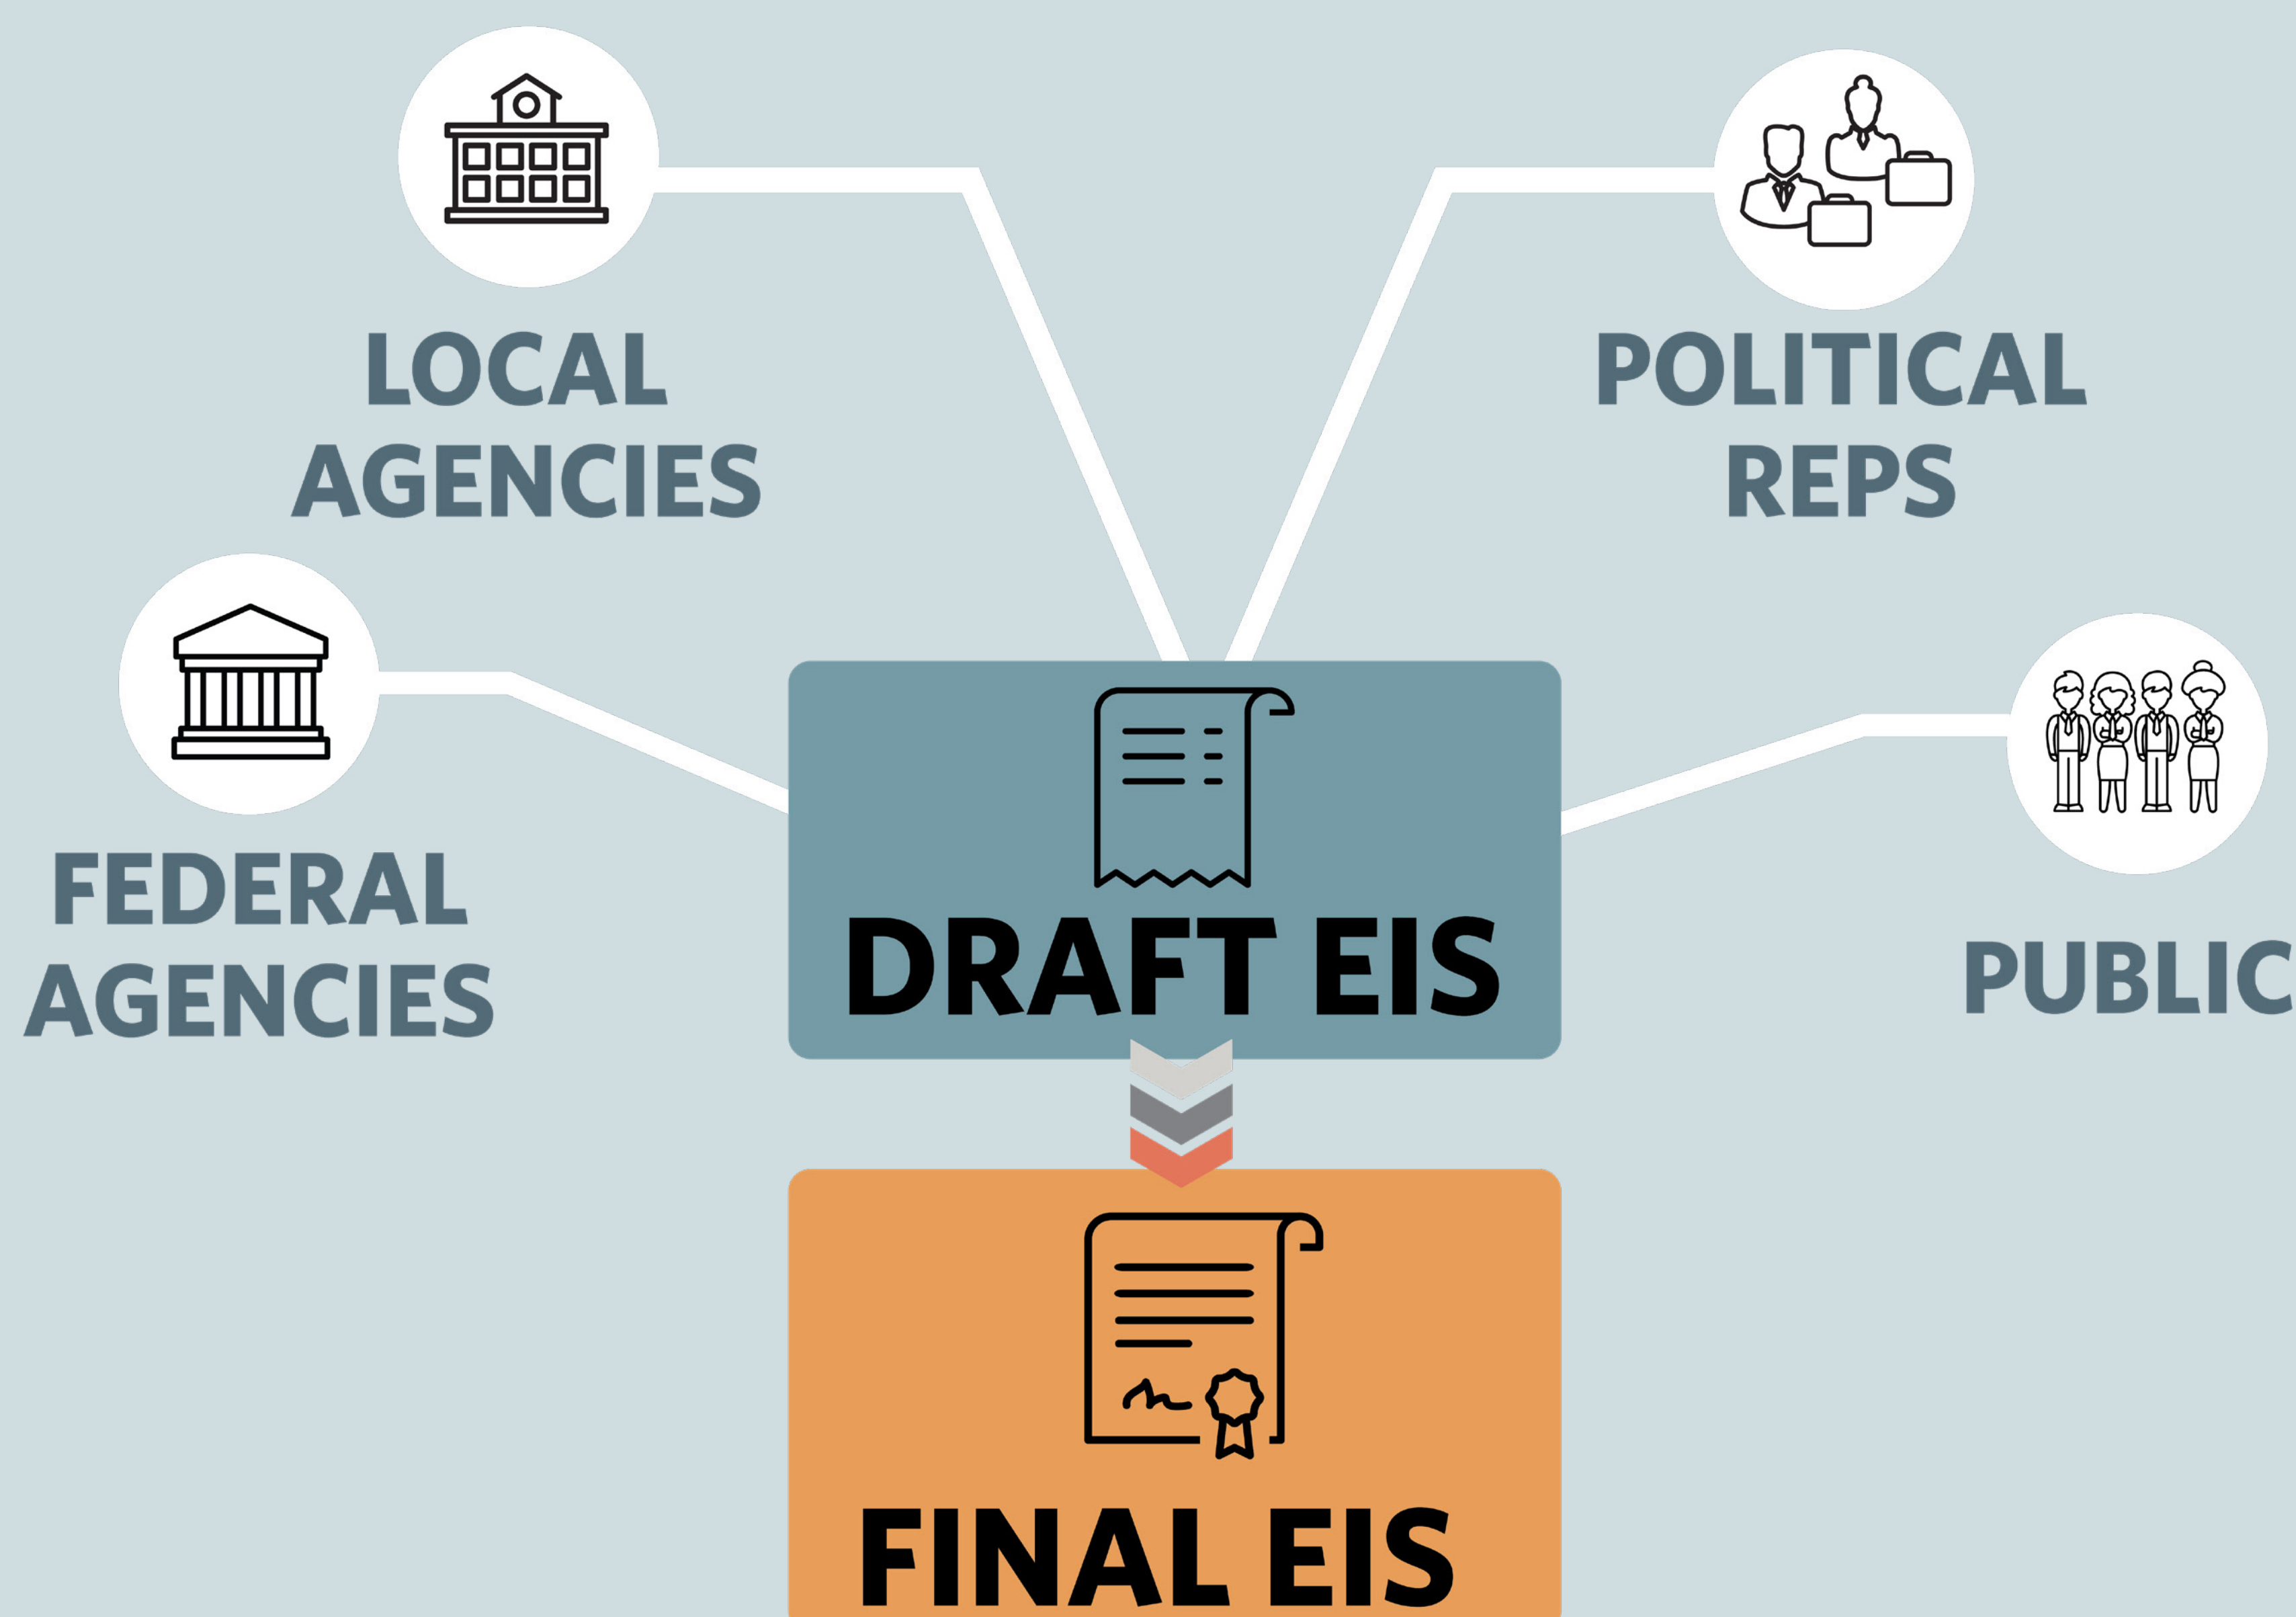 LOCAL
AGENCIES
POLITICAL
REPS
FEDERAL
AGENCIES
PUBLIC
DRAFT EIS
FINAL EIS